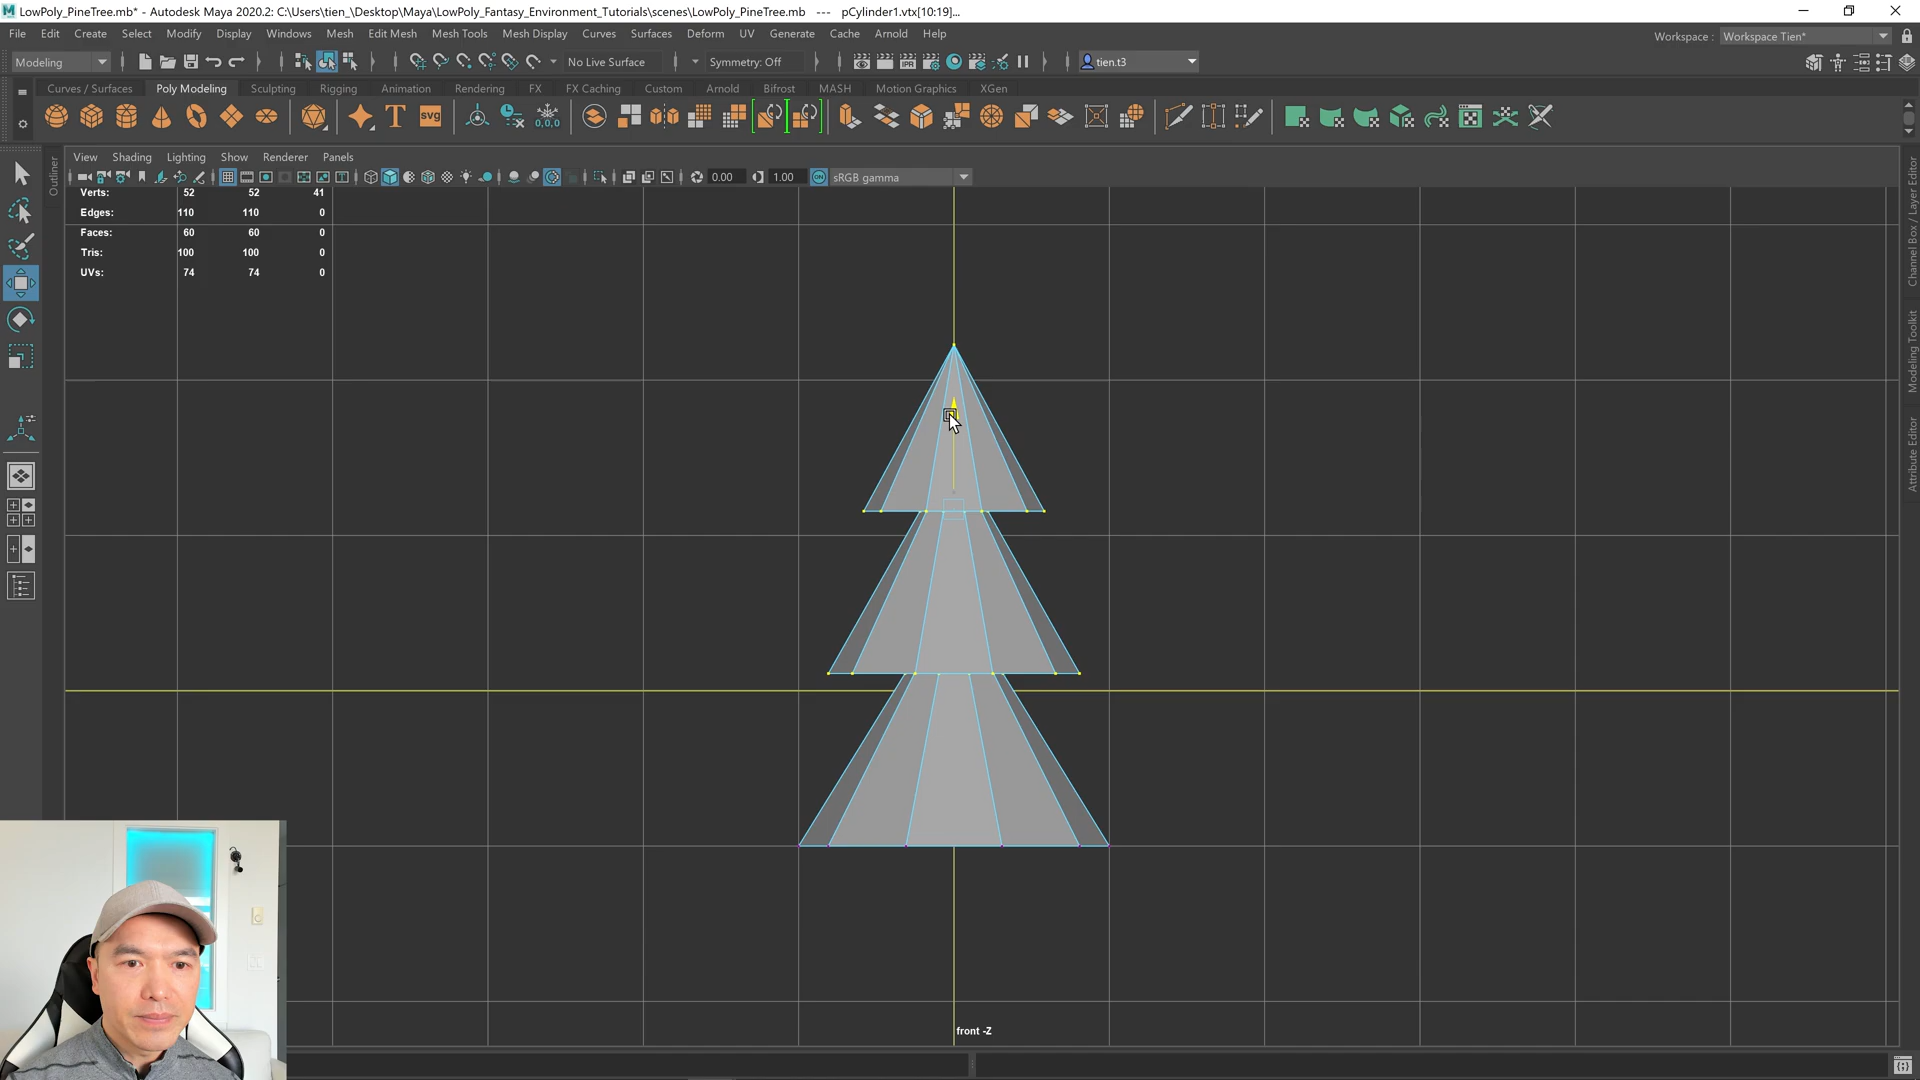 LowPoly_PineTree.mb* - Autodesk Maya 2020.2: C:\Users\tien_\Desktop\Maya\LowPoly_Fantasy_Environment_Tutorials\scenes\LowPoly_PineTree.mb   ---   pCylinder1.vtx[10:19]...
File Edit Create Select Modify Display Windows Mesh Edit Mesh Mesh Tools Mesh Display Curves Surfaces Deform UV Generate Cache Arnold Help
Workspace : Workspace Tien*
Modeling No Live Surface Symmetry: Off tien.t3
Curves / Surfaces Poly Modeling Sculpting Rigging Animation Rendering FX FX Caching Custom Arnold Bifrost MASH Motion Graphics XGen
T svg 0,0,0
View Shading Lighting Show Renderer Panels
0.00 1.00 ON sRGB gamma
Verts: 52 52 41
Edges: 110 110 0
Faces: 60 60 0
Tris: 100 100 0
UVs: 74 74 0
Outliner
Channel Box / Layer Editor
Modeling Toolkit
Attribute Editor
front -Z